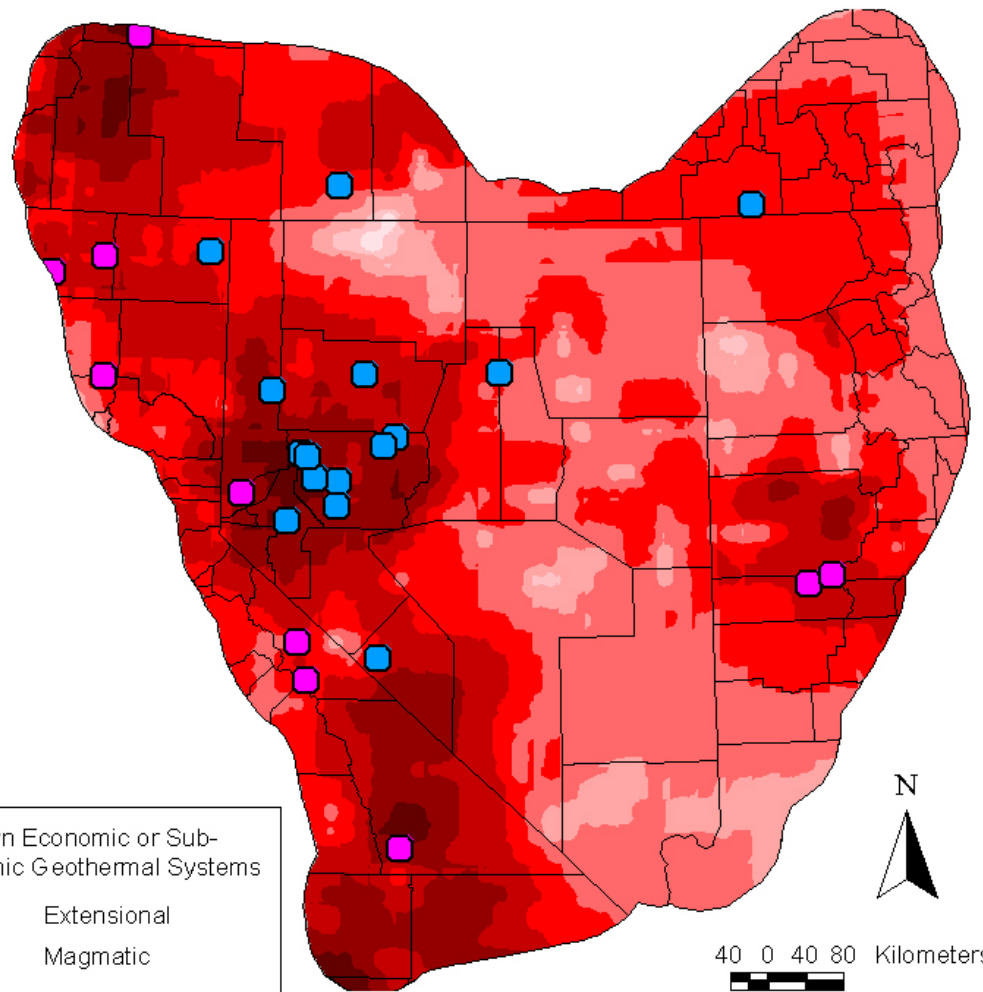 N
n Economic or Sub-
nic Geothermal Systems
Extensional
Magmatic
40 0 40 80 Kilometers